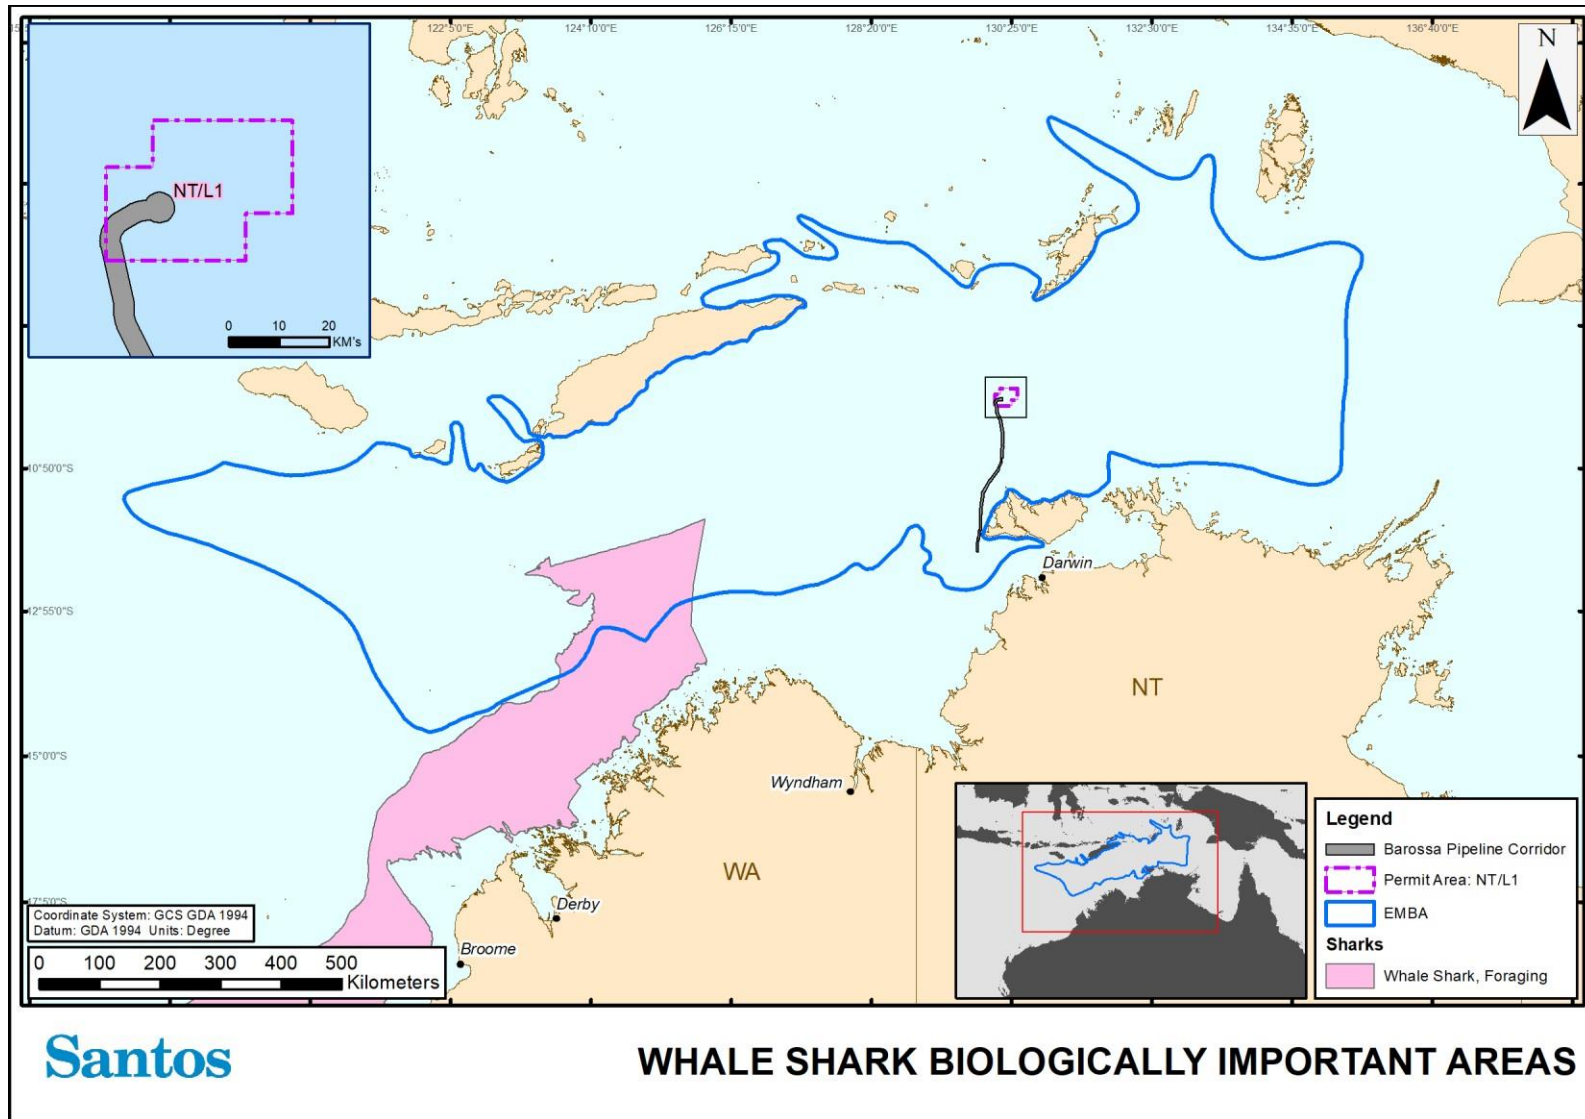 122°5'0"E 124°10'0"E 126°15'0"E 128°20'0"E 130°25'0"E 132°30'0"E 134°35'0"E 136°40'0"E
N
NT/L1
0 10 20
KM's
10°50'0"S
Darwin
12°55'0"S
NT
15°0'0"S
Wyndham
WA
Derby
Broome
Coordinate System: GCS GDA 1994
Datum: GDA 1994 Units: Degree
0 100 200 300 400 500
Kilometers
Legend
Barossa Pipeline Corridor
Permit Area: NT/L1
EMBA
Sharks
Whale Shark, Foraging
Santos
WHALE SHARK BIOLOGICALLY IMPORTANT AREAS